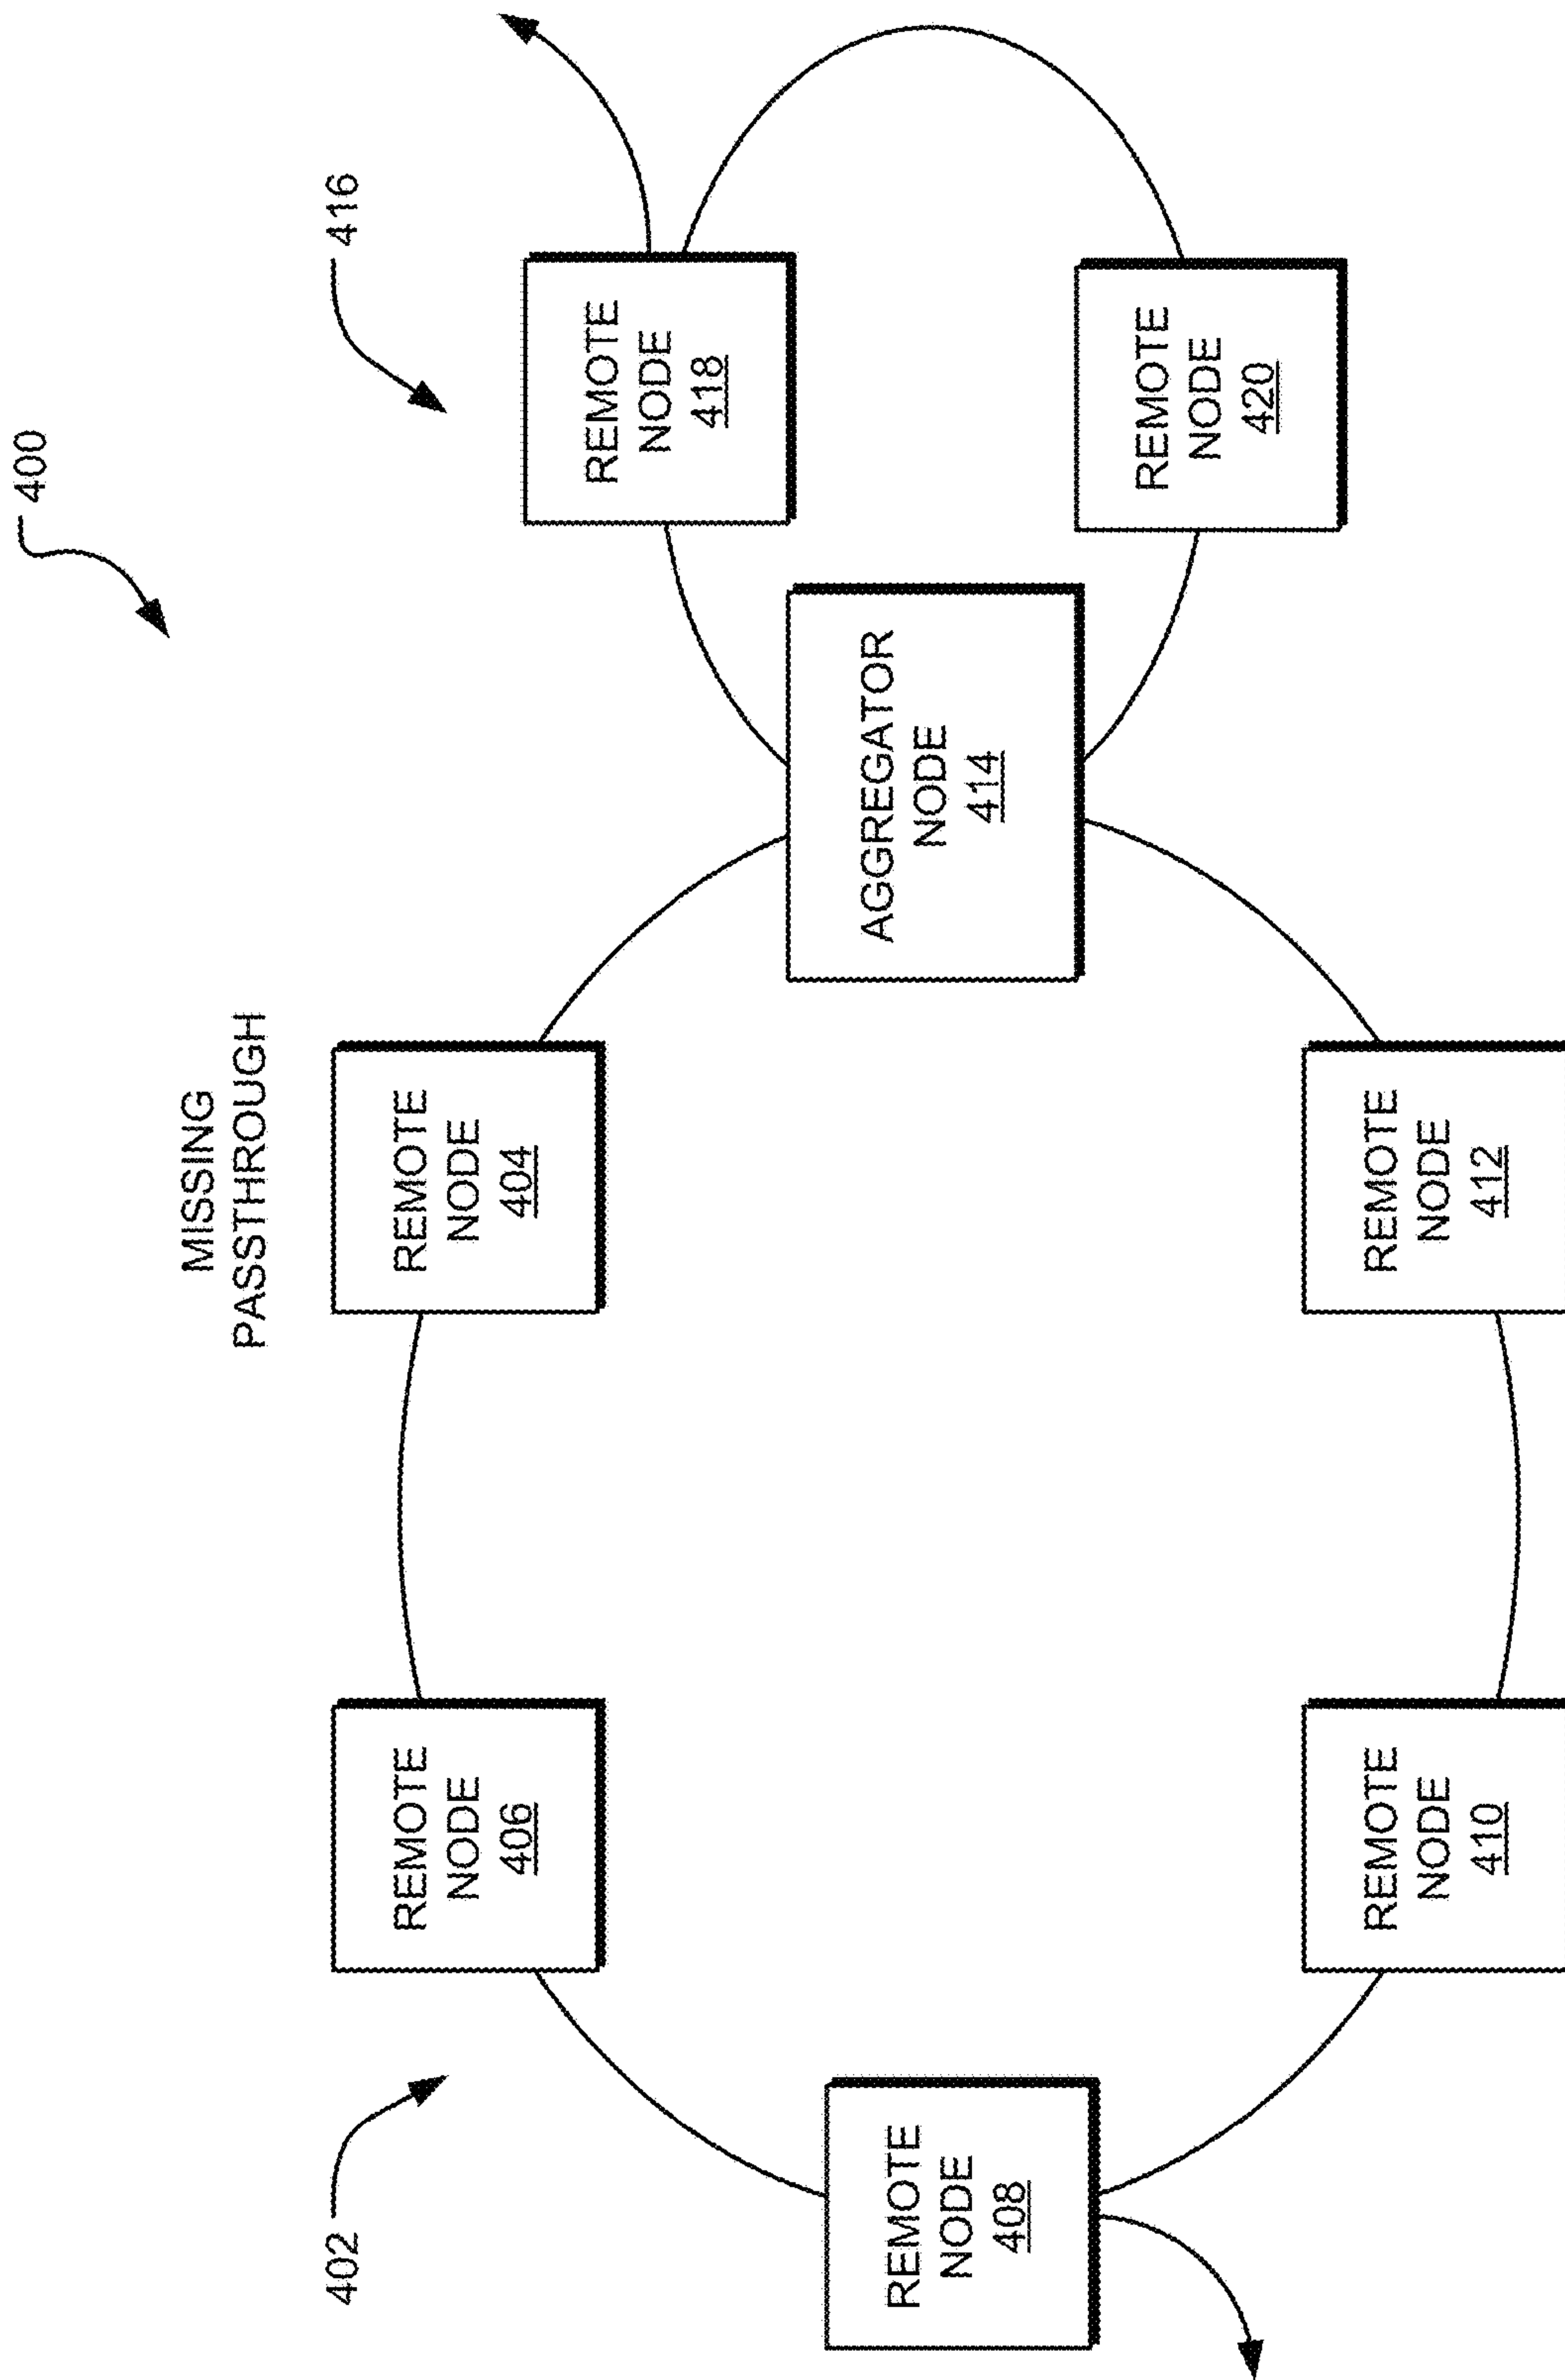 400
416
402
MISSING
PASSTHROUGH
REMOTE
NODE
406
REMOTE
NODE
404
REMOTE
NODE
418
REMOTE
NODE
408
AGGREGATOR
NODE
414
REMOTE
NODE
420
REMOTE
NODE
410
REMOTE
NODE
412